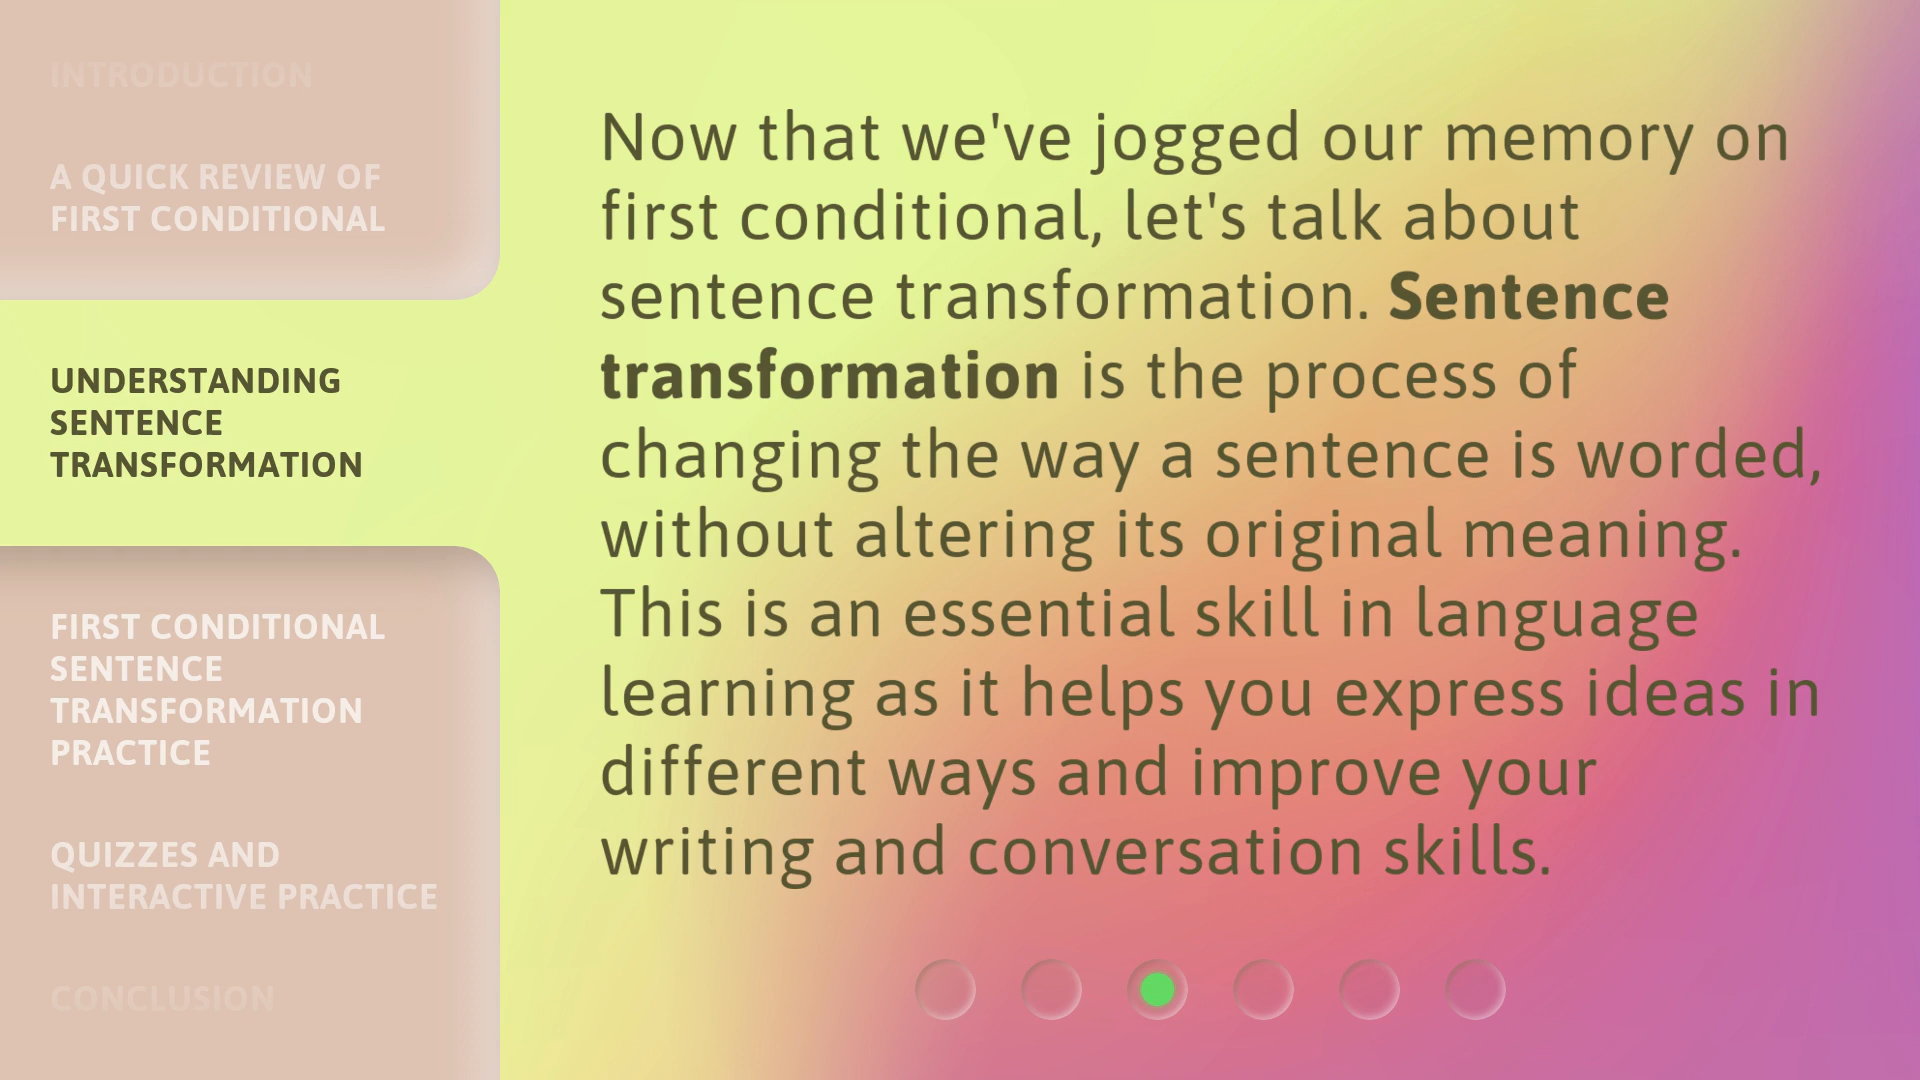 INTRODUCTION
A QUICK REVIEW OF
FIRST CONDITIONAL
UNDERSTANDING
SENTENCE
TRANSFORMATION
FIRST CONDITIONAL
SENTENCE
TRANSFORMATION
PRACTICE
QUIZZES AND
INTERACTIVE PRACTICE
CONCLUSION
Now that we've jogged our memory on
first conditional, let's talk about
sentence transformation. Sentence
transformation is the process of
changing the way a sentence is worded,
without altering its original meaning.
This is an essential skill in language
learning as it helps you express ideas in
different ways and improve your
writing and conversation skills.